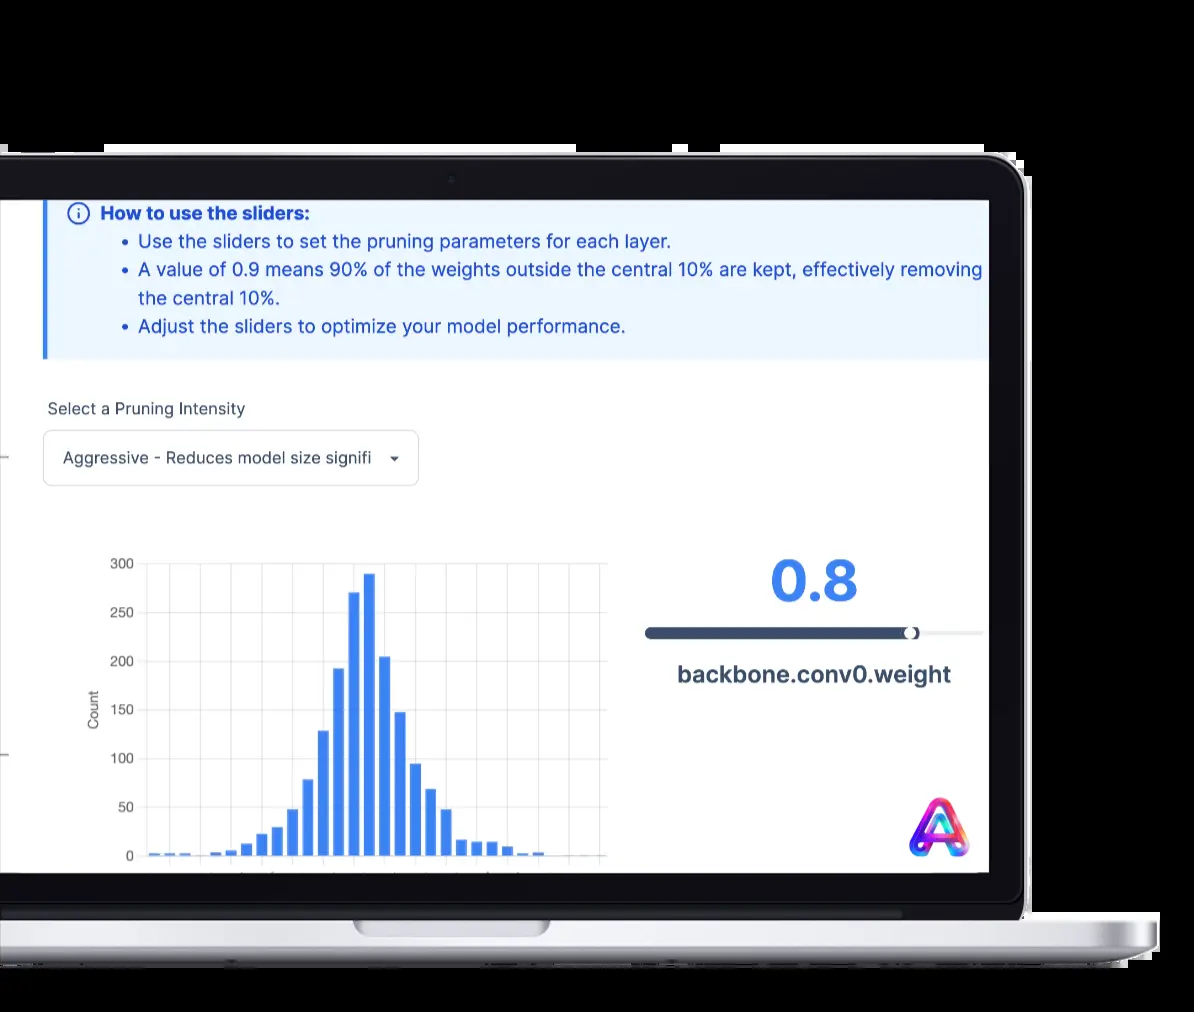 How to use the sliders:
• Use the sliders to set the pruning parameters for each layer.
• A value of 0.9 means 90% of the weights outside the central 10% are kept, effectively removing
the central 10%.
• Adjust the sliders to optimize your model performance.
Select a Pruning Intensity
Aggressive - Reduces model size signifi
300
250
200
150
100
50
0
Count
0.8
backbone.conv0.weight